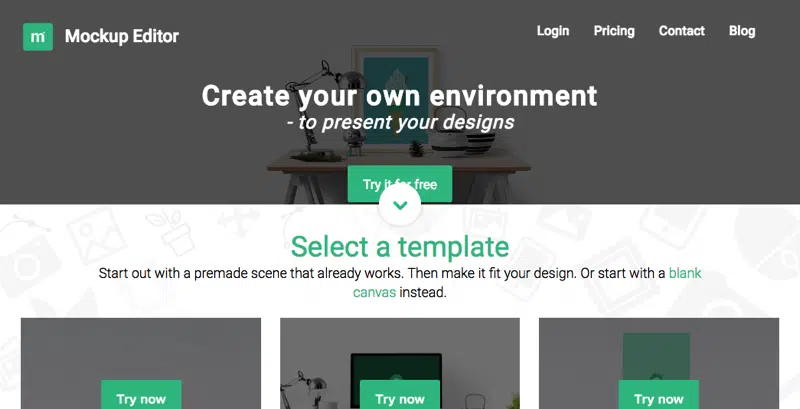 m
Mockup Editor
Login
Pricing
Contact
Blog
Create your own environment
- to present your designs
Try it for free
Select a template
Start out with a premade scene that already works. Then make it fit your design. Or start with a blank
canvas instead.
Try now
Try now
Try now